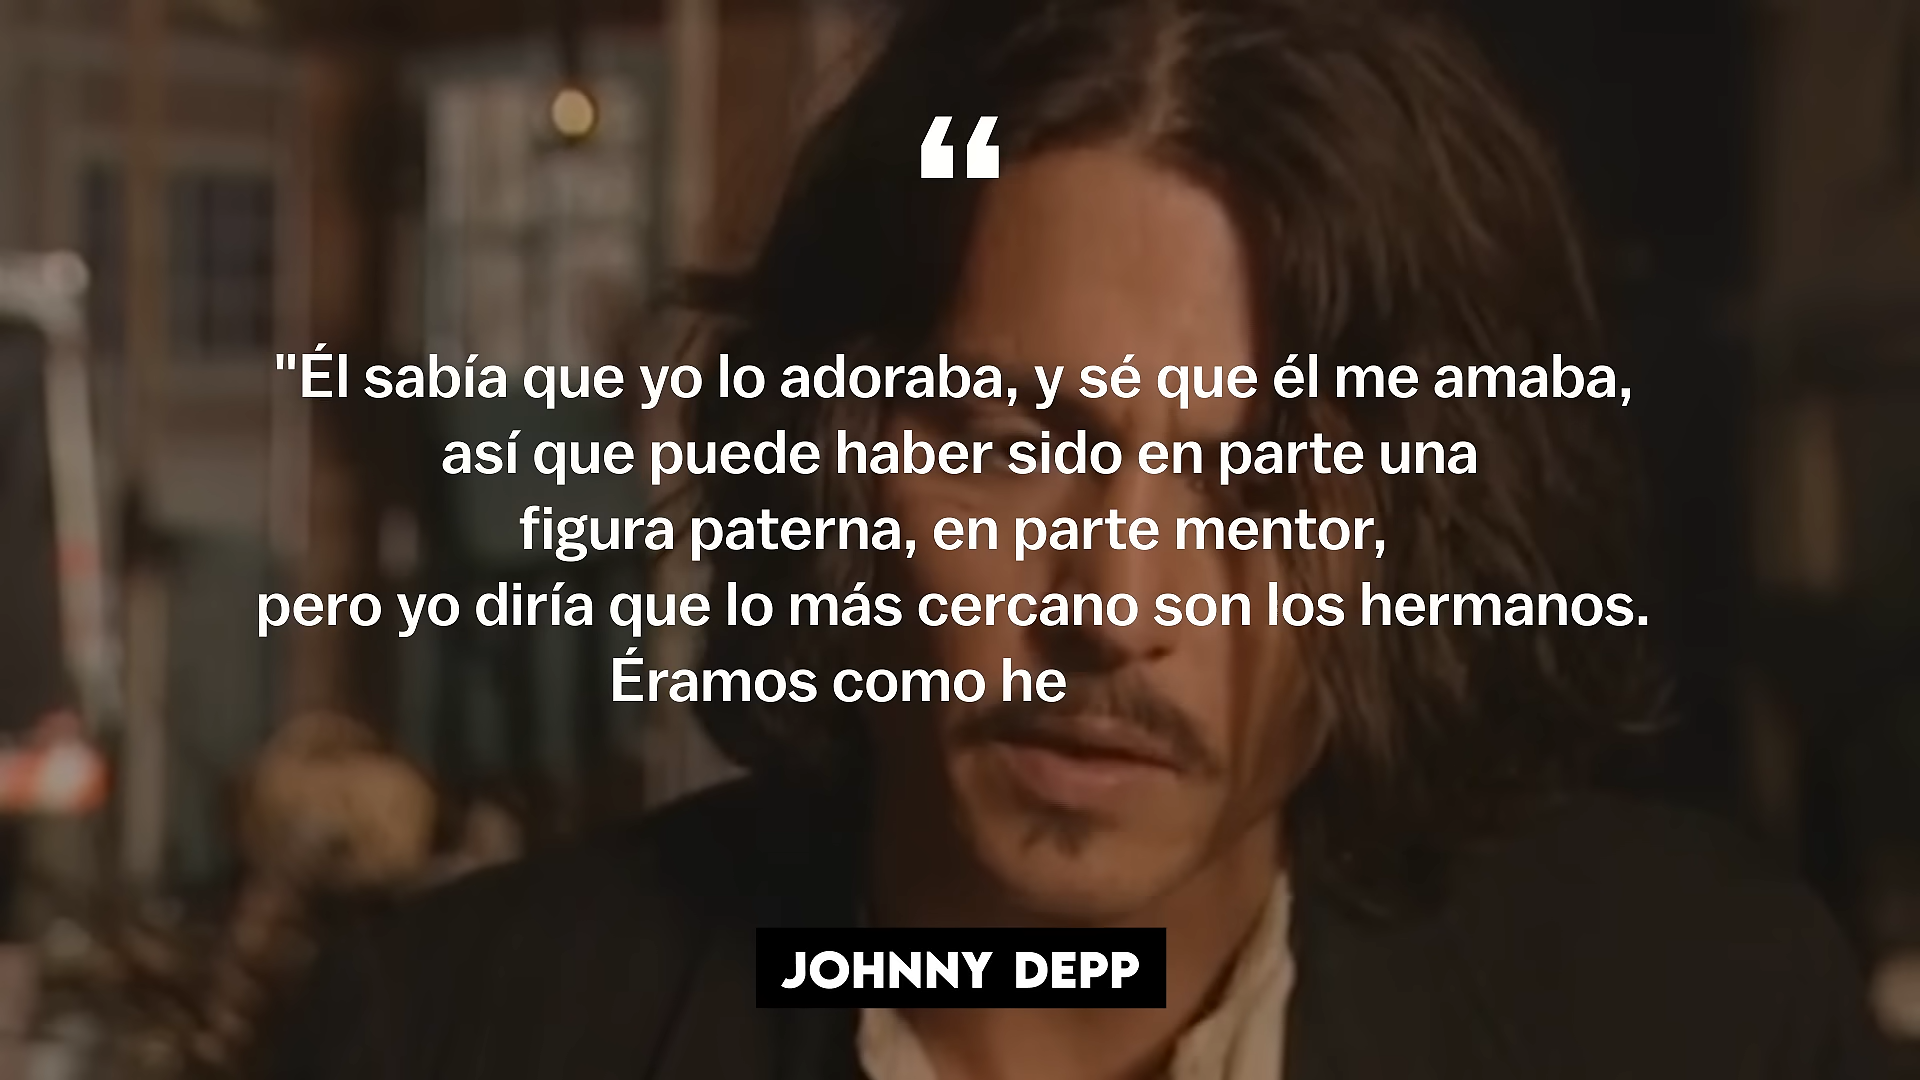 “
"Él sabía que yo lo adoraba, y sé que él me amaba,
así que puede haber sido en parte una
figura paterna, en parte mentor,
pero yo diría que lo más cercano son los hermanos.
Éramos como he
JOHNNY DEPP